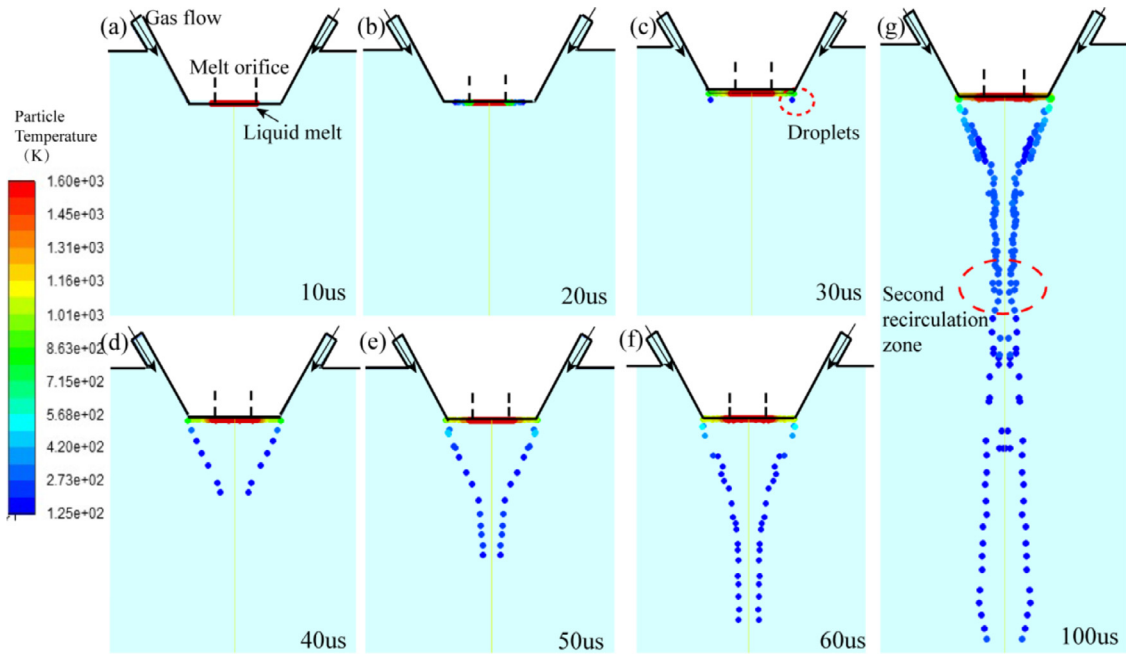 (a)
Gas flow
Melt orifice
Liquid melt
10us
(b)
20us
(c)
Droplets
30us
(g)
Second
recirculation
zone
100us
Particle
Temperature
(K)
1.60e+03
1.45e+03
1.31e+03
1.16e+03
1.01e+03
8.63e+02
7.15e+02
5.68e+02
4.20e+02
2.73e+02
1.25e+02
(d)
40us
(e)
50us
(f)
60us